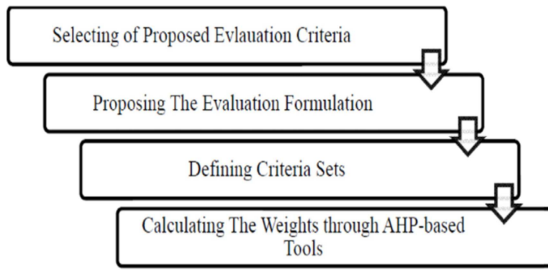 Selecting of Proposed Evlauation Criteria
Proposing The Evaluation Formulation
Defining Criteria Sets
Calculating The Weights through AHP-based
Tools